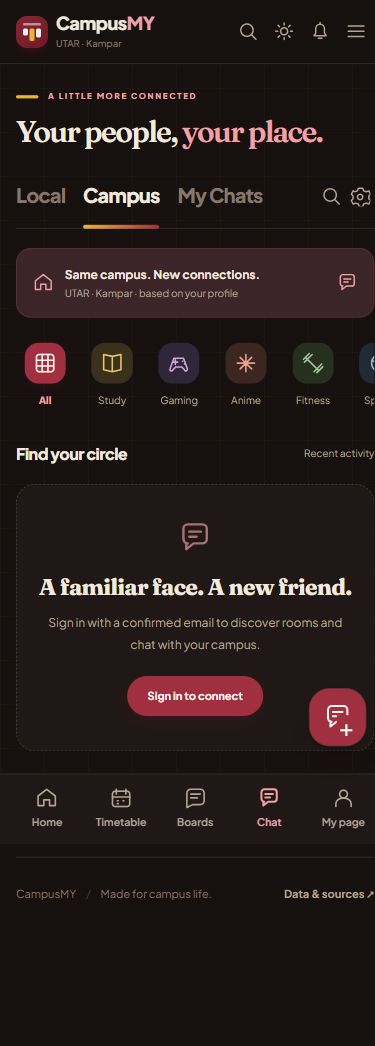 CampusMY
UTAR · Kampar
A LITTLE MORE CONNECTED
Your people, your place.
Local Campus My Chats
Same campus. New connections.
UTAR · Kampar · based on your profile
All Study Gaming Anime Fitness Sp
Find your circle Recent activity
A familiar face. A new friend.
Sign in with a confirmed email to discover rooms and
chat with your campus.
Sign in to connect
Home Timetable Boards Chat My page
CampusMY / Made for campus life. Data & sources ↗